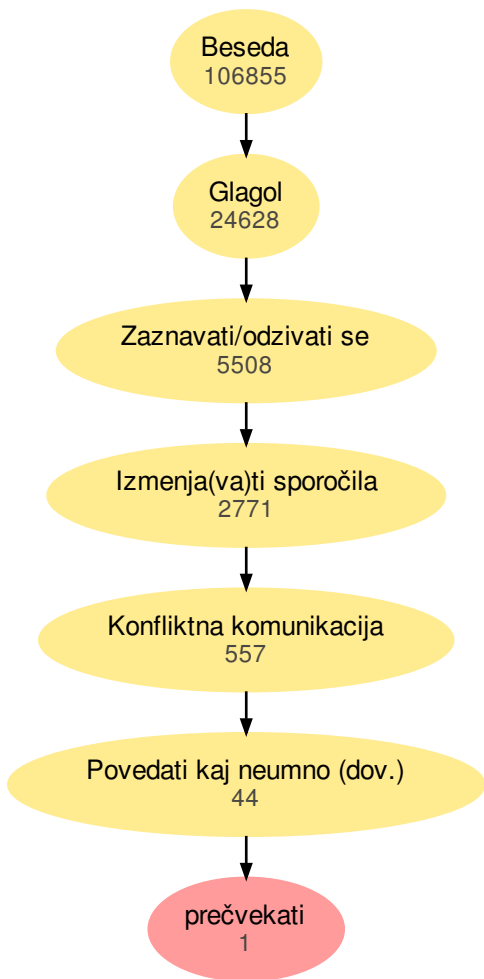 Beseda
106855
Glagol
24628
Zaznavati/odzivati se
5508
Izmenja(va)ti sporočila
2771
Konfliktna komunikacija
557
Povedati kaj neumno (dov.)
44
prečvekati
1